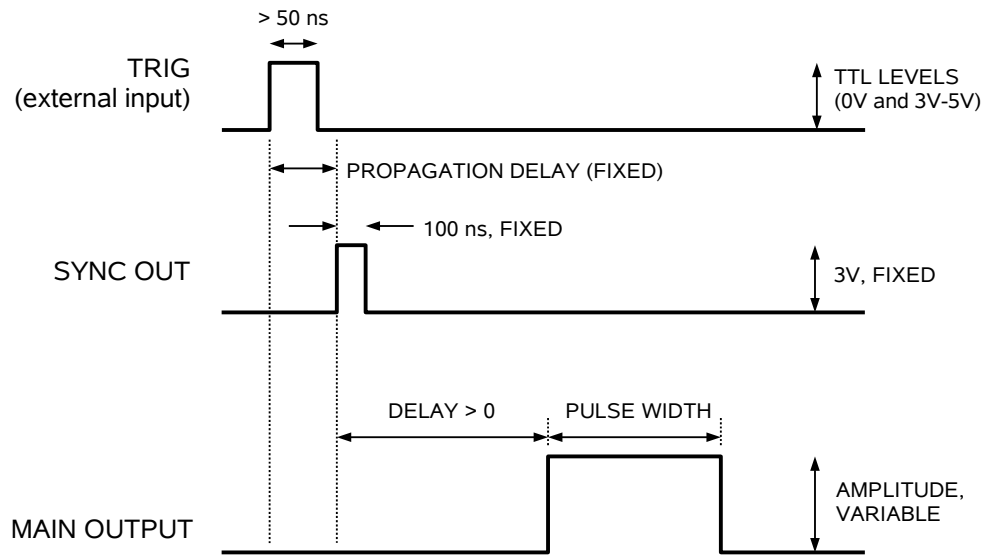 > 50 ns
TRIG
(external input)
TTL LEVELS
(0V and 3V-5V)
PROPAGATION DELAY (FIXED)
100 ns, FIXED
SYNC OUT
3V, FIXED
DELAY > 0
PULSE WIDTH
AMPLITUDE,
VARIABLE
MAIN OUTPUT